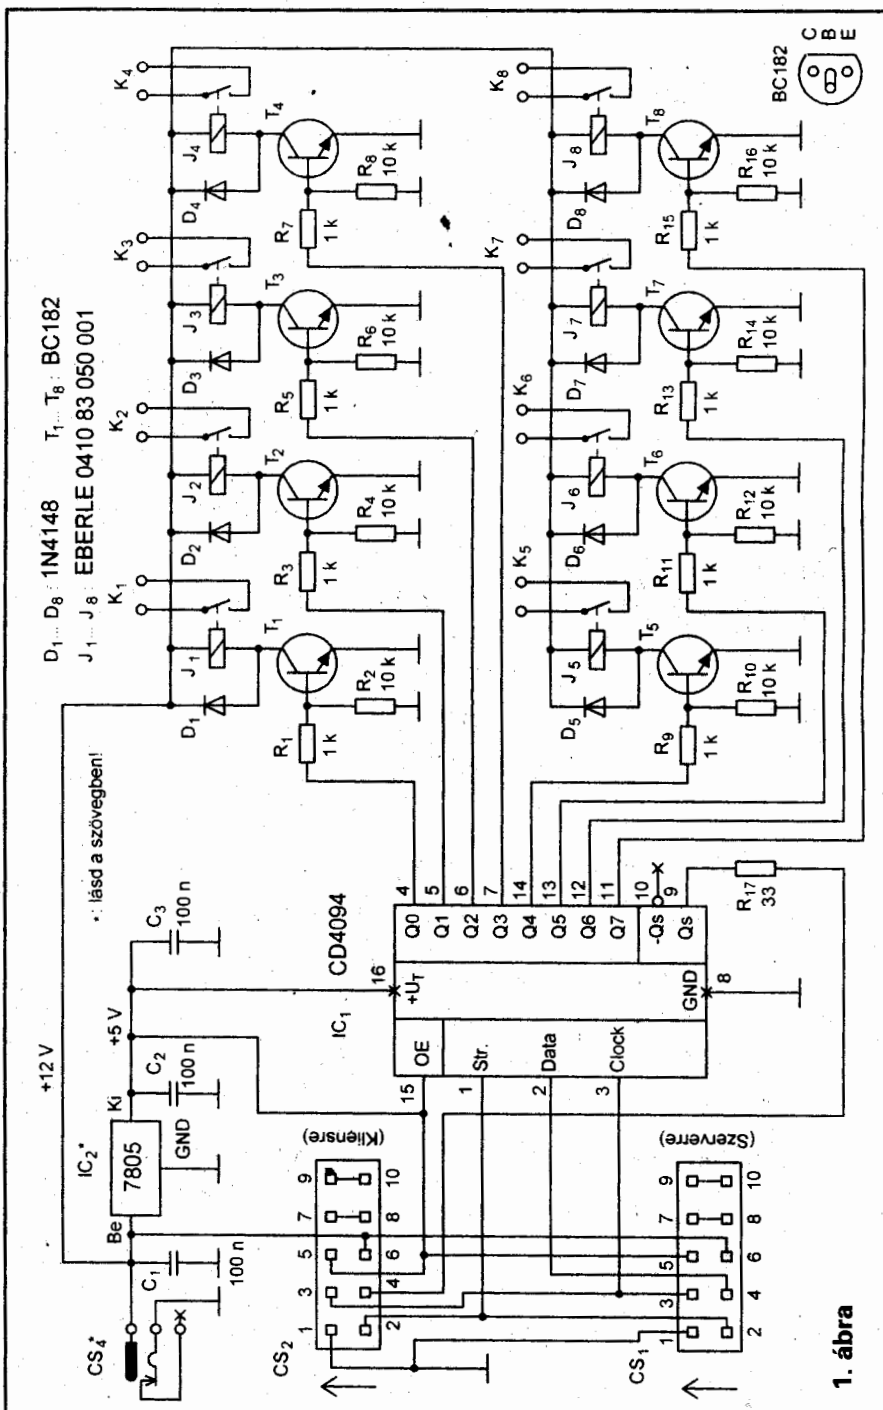 D₁... D₈ : 1N4148 T₁... T₈ : BC182
J₁... J₈ : EBERLE 0410 83 050 001
*: lásd a szövegben!
+12 V
CS₄*
C₁
100 n
Be
IC₂*
7805
GND
Ki
C₂
100 n
+5 V
C₃
100 n
K₁
K₂
K₃
K₄
D₁
J₁
T₁
R₁
1 k
R₂
10 k
D₂
J₂
T₂
R₃
1 k
R₄
10 k
D₃
J₃
T₃
R₅
1 k
R₆
10 k
D₄
J₄
T₄
R₇
1 k
R₈
10 k
K₅
K₆
K₇
K₈
D₅
J₅
T₅
R₉
1 k
R₁₀
10 k
D₆
J₆
T₆
R₁₁
1 k
R₁₂
10 k
D₇
J₇
T₇
R₁₃
1 k
R₁₄
10 k
D₈
J₈
T₈
R₁₅
1 k
R₁₆
10 k
BC182
C
B
E
IC₁
CD4094
16
+U_T
15
OE
1
Str.
2
Data
3
Clock
Q0
4
Q1
5
Q2
6
Q3
7
Q4
14
Q5
13
Q6
12
Q7
11
-Qs
10
Qs
9
GND
8
R₁₇
33
CS₂
(Kliensre)
1 3 5 7 9
2 4 6 8 10
CS₁
(Szerverre)
1 3 5 7 9
2 4 6 8 10
1. ábra